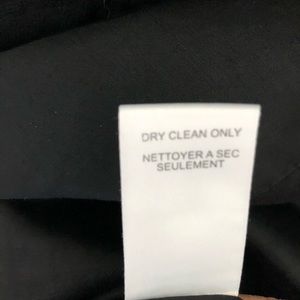 DRY CLEAN ONLY
NETTOYER A SEC
SEULEMENT